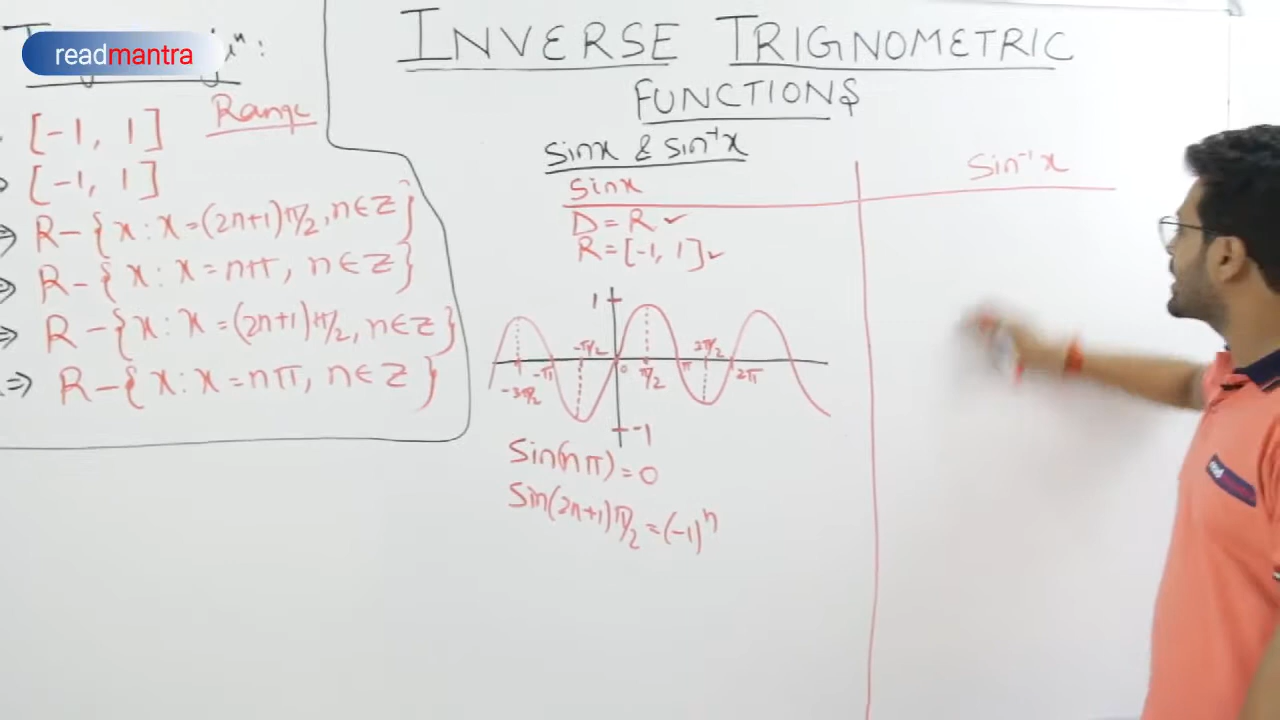 readmantra
Range
[-1, 1]
[-1, 1]
⇒ R-{x : x=(2n+1)π/2, n∈Z}
⇒ R-{x : x=nπ, n∈Z}
⇒ R-{x : x=(2n+1)π/2, n∈Z}
⇒ R-{x : x=nπ, n∈Z}
INVERSE TRIGNOMETRIC
FUNCTIONS
Sinx & sin⁻¹x
Sinx
D = R ✓
R = [-1, 1] ✓
1
-3π/2 -π -π/2 0 π/2 π 3π/2 2π
-1
Sin(nπ) = 0
Sin(2n+1)π/2 = (-1)ⁿ
Sin⁻¹x